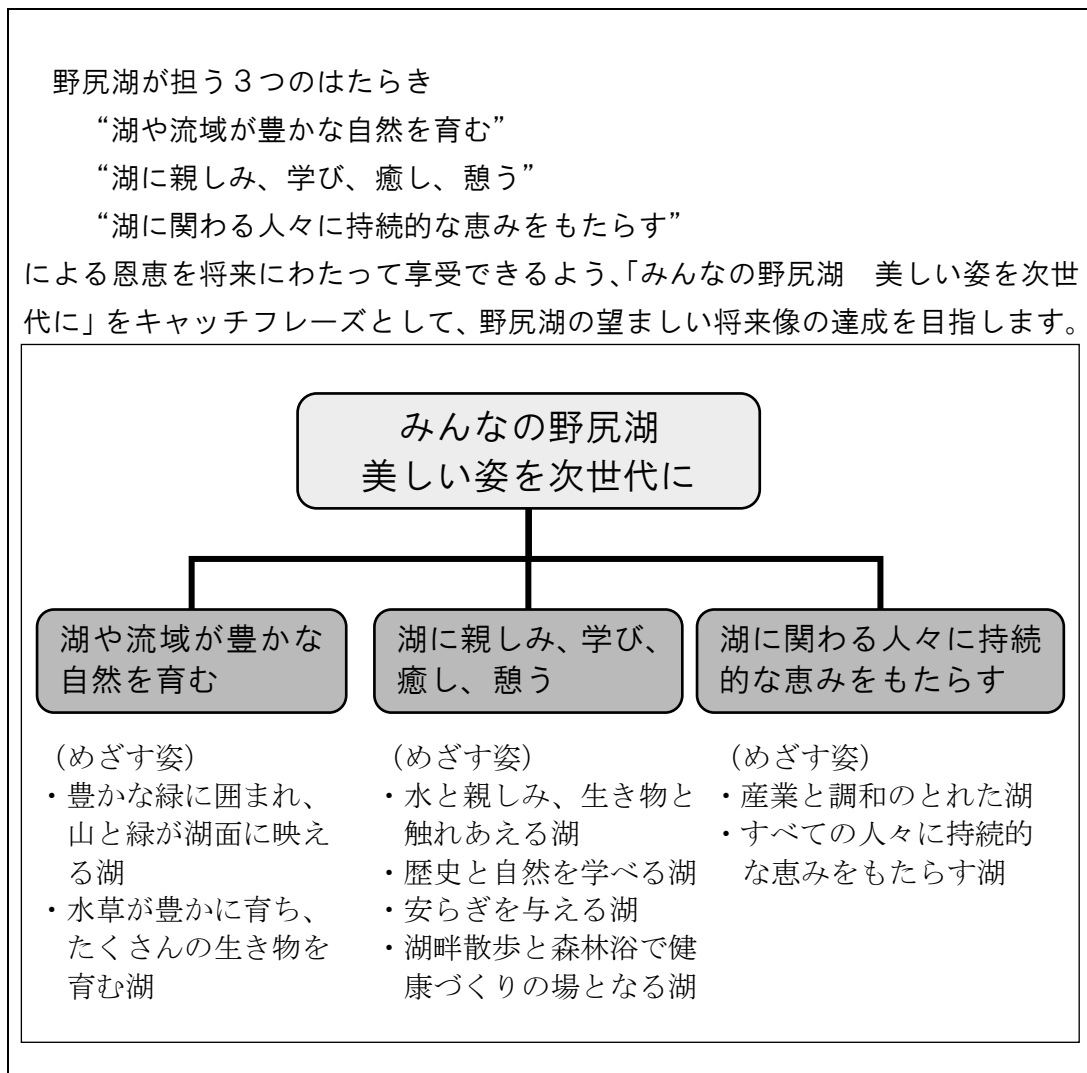 野尻湖が担う３つのはたらき
“湖や流域が豊かな自然を育む”
“湖に親しみ、学び、癒し、憩う”
“湖に関わる人々に持続的な恵みをもたらす”
による恩恵を将来にわたって享受できるよう、「みんなの野尻湖　美しい姿を次世
代に」をキャッチフレーズとして、野尻湖の望ましい将来像の達成を目指します。
みんなの野尻湖
美しい姿を次世代に
湖や流域が豊かな
自然を育む
（めざす姿）
・豊かな緑に囲まれ、
山と緑が湖面に映え
る湖
・水草が豊かに育ち、
たくさんの生き物を
育む湖
湖に親しみ、学び、
癒し、憩う
（めざす姿）
・水と親しみ、生き物と
触れあえる湖
・歴史と自然を学べる湖
・安らぎを与える湖
・湖畔散歩と森林浴で健
康づくりの場となる湖
湖に関わる人々に持続
的な恵みをもたらす
（めざす姿）
・産業と調和のとれた湖
・すべての人々に持続的
な恵みをもたらす湖